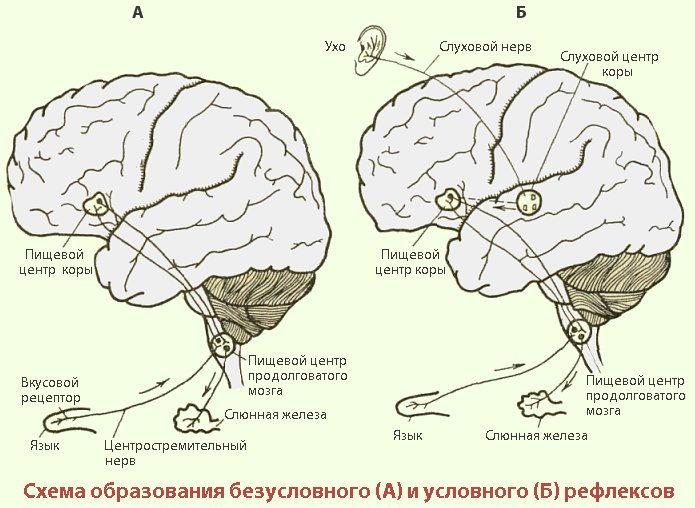 А
Пищевой
центр коры
Вкусовой
рецептор
Язык
Центростремительный
нерв
Пищевой центр
продолговатого
мозга
Слюнная железа
Б
Ухо
Слуховой нерв
Слуховой центр
коры
Пищевой
центр коры
Пищевой центр
продолговатого
мозга
Язык
Слюнная железа
Схема образования безусловного (А) и условного (Б) рефлексов